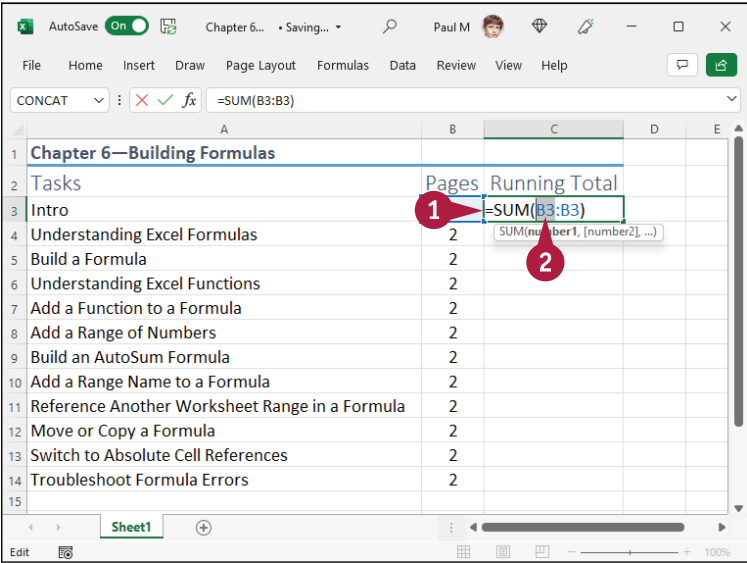 AutoSave On Chapter 6... • Saving... Paul M
File Home Insert Draw Page Layout Formulas Data Review View Help
CONCAT : fx =SUM(B3:B3)
A B C D E
1 Chapter 6—Building Formulas
2 Tasks Pages Running Total
3 Intro 1 =SUM(B3:B3)
4 Understanding Excel Formulas 2 SUM(number1, [number2], ...)
5 Build a Formula 2 2
6 Understanding Excel Functions 2
7 Add a Function to a Formula 2
8 Add a Range of Numbers 2
9 Build an AutoSum Formula 2
10 Add a Range Name to a Formula 2
11 Reference Another Worksheet Range in a Formula 2
12 Move or Copy a Formula 2
13 Switch to Absolute Cell References 2
14 Troubleshoot Formula Errors 2
15
Sheet1
Edit 100%